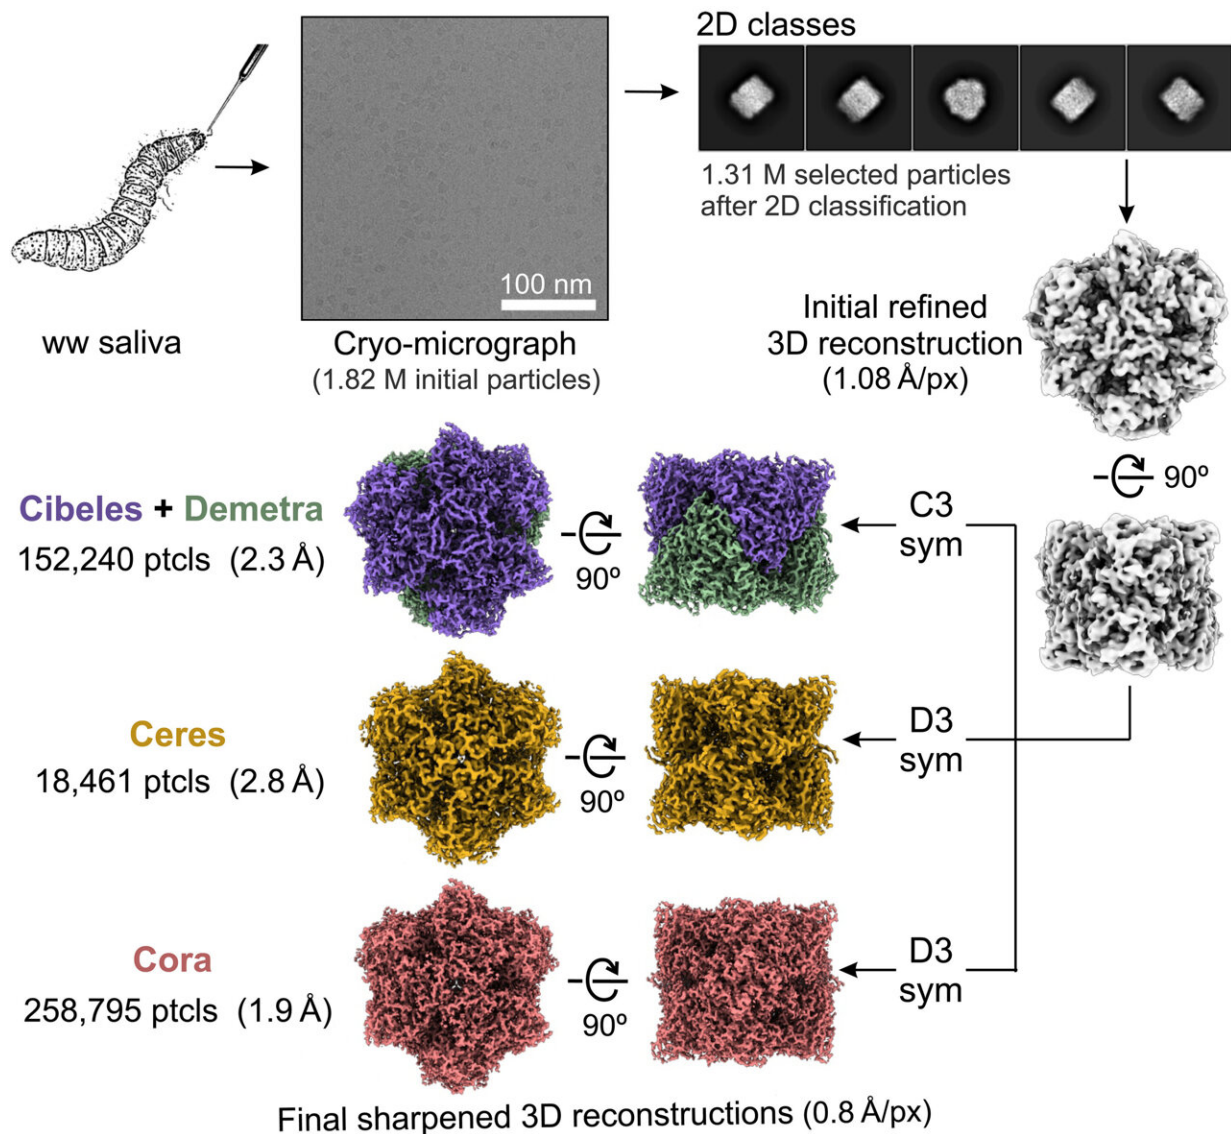 2D classes
1.31 M selected particles
after 2D classification
100 nm
ww saliva
Cryo-micrograph
(1.82 M initial particles)
Initial refined
3D reconstruction
(1.08 Å/px)
90º
Cibeles + Demetra
152,240 ptcls (2.3 Å)
90º
C3
sym
Ceres
18,461 ptcls (2.8 Å)
90º
D3
sym
Cora
258,795 ptcls (1.9 Å)
90º
D3
sym
Final sharpened 3D reconstructions (0.8 Å/px)